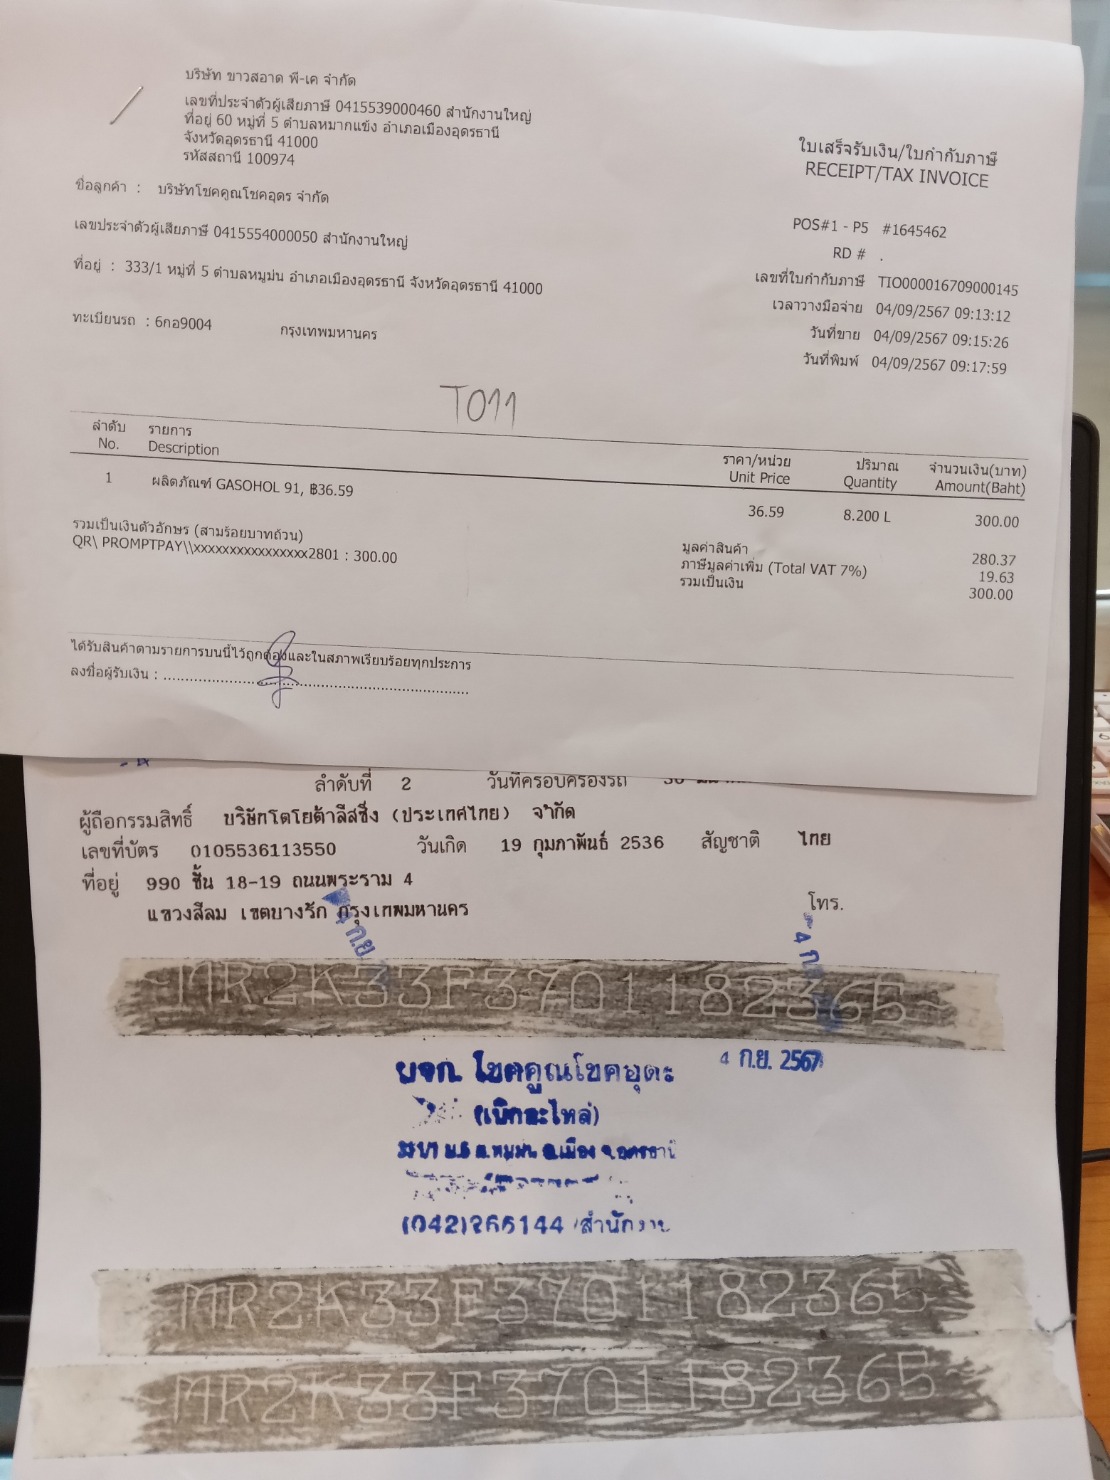 บริษัท ขาวสอาด พี-เค จำกัด
เลขที่ประจำตัวผู้เสียภาษี 0415539000460 สำนักงานใหญ่
ที่อยู่ 60 หมู่ที่ 5 ตำบลหมากแข้ง อำเภอเมืองอุดรธานี
จังหวัดอุดรธานี 41000
รหัสสถานี 100974
ใบเสร็จรับเงิน/ใบกำกับภาษี
RECEIPT/TAX INVOICE
ชื่อลูกค้า : บริษัทโชคคูณโชคอุดร จำกัด
เลขประจำตัวผู้เสียภาษี 0415554000050 สำนักงานใหญ่
ที่อยู่ : 333/1 หมู่ที่ 5 ตำบลหมูม่น อำเภอเมืองอุดรธานี จังหวัดอุดรธานี 41000
ทะเบียนรถ : 6กอ9004 กรุงเทพมหานคร
POS#1 - P5 #1645462
RD # .
เลขที่ใบกำกับภาษี TIO000016709000145
เวลาวางมือจ่าย 04/09/2567 09:13:12
วันที่ขาย 04/09/2567 09:15:26
วันที่พิมพ์ 04/09/2567 09:17:59
T011
ลำดับ รายการ ราคา/หน่วย ปริมาณ จำนวนเงิน(บาท)
No. Description Unit Price Quantity Amount(Baht)
1 ผลิตภัณฑ์ GASOHOL 91, ฿36.59 36.59 8.200 L 300.00
รวมเป็นเงินตัวอักษร (สามร้อยบาทถ้วน)
QR\ PROMPTPAY\\xxxxxxxxxxxxxxxx2801 : 300.00
มูลค่าสินค้า 280.37
ภาษีมูลค่าเพิ่ม (Total VAT 7%) 19.63
รวมเป็นเงิน 300.00
ได้รับสินค้าตามรายการบนนี้ไว้ถูกต้องและในสภาพเรียบร้อยทุกประการ
ลงชื่อผู้รับเงิน :
ลำดับที่ 2 วันที่ครอบครองรถ
ผู้ถือกรรมสิทธิ์ บริษัทโตโยต้าลีสซิ่ง (ประเทศไทย) จำกัด
เลขที่บัตร 0105536113550 วันเกิด 19 กุมภาพันธ์ 2536 สัญชาติ ไทย
ที่อยู่ 990 ชั้น 18-19 ถนนพระราม 4
แขวงสีลม เขตบางรัก กรุงเทพมหานคร โทร.
MR2K33F3701182365
บจก. โชคคูณโชคอุดร 4 ก.ย. 2567
(เบิกอะไหล่)
(042)266144 สำนักงาน
MR2K33F3701182365
MR2K33F3701182365